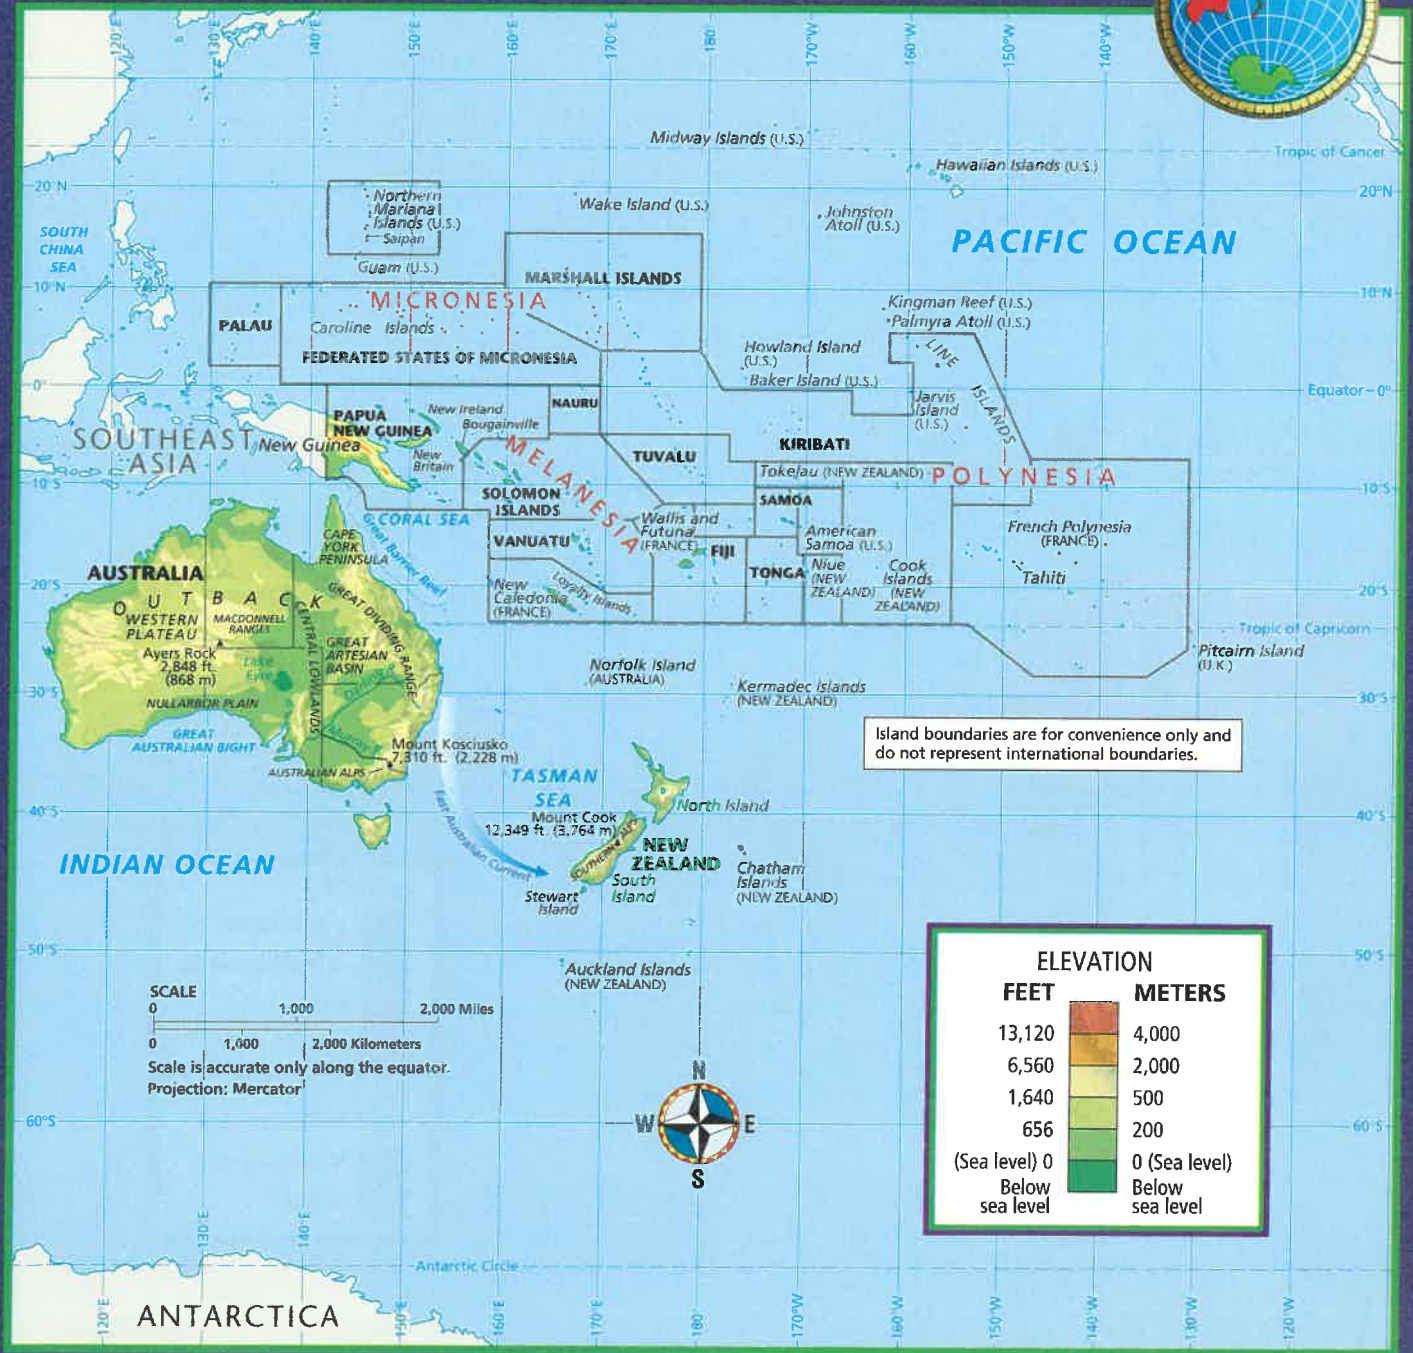 120°E
130°E
140°E
150°E
160°E
170°E
180°
170°W
160°W
150°W
140°W
Midway Islands (U.S.)
Tropic of Cancer
Hawaiian Islands (U.S.)
20°N
20°N
Northern
Mariana
Islands (U.S.)
Saipan
Wake Island (U.S.)
Johnston
Atoll (U.S.)
SOUTH
CHINA
SEA
PACIFIC OCEAN
Guam (U.S.)
MARSHALL ISLANDS
10°N
10°N
MICRONESIA
Kingman Reef (U.S.)
Palmyra Atoll (U.S.)
PALAU
Caroline Islands
FEDERATED STATES OF MICRONESIA
Howland Island
(U.S.)
LINE ISLANDS
Baker Island (U.S.)
0°
Equator 0°
Jarvis
Island
(U.S.)
NAURU
PAPUA
NEW GUINEA
New Ireland
Bougainville
SOUTHEAST
ASIA
New Guinea
New
Britain
MELANESIA
TUVALU
KIRIBATI
Tokelau (NEW ZEALAND)
POLYNESIA
10°S
10°S
SOLOMON
ISLANDS
SAMOA
CORAL SEA
Great Barrier Reef
Wallis and
Futuna
(FRANCE)
American
Samoa (U.S.)
French Polynesia
(FRANCE)
CAPE
YORK
PENINSULA
VANUATU
FIJI
AUSTRALIA
TONGA
Niue
(NEW
ZEALAND)
Cook
Islands
(NEW
ZEALAND)
Tahiti
20°S
20°S
New
Caledonia
(FRANCE)
Loyalty Islands
OUTBACK
GREAT DIVIDING RANGE
WESTERN
PLATEAU
MACDONNELL
RANGES
CENTRAL LOWLANDS
GREAT
ARTESIAN
BASIN
Tropic of Capricorn
Ayers Rock
2,848 ft.
(868 m)
Lake
Eyre
Darling
Pitcairn Island
(U.K.)
Norfolk Island
(AUSTRALIA)
Kermadec Islands
(NEW ZEALAND)
30°S
30°S
NULLARBOR PLAIN
GREAT
AUSTRALIAN BIGHT
Murray
Mount Kosciusko
7,310 ft. (2,228 m)
AUSTRALIAN ALPS
Island boundaries are for convenience only and
do not represent international boundaries.
TASMAN
SEA
40°S
40°S
North Island
Mount Cook
12,349 ft. (3,764 m)
East Australian Current
SOUTHERN ALPS
NEW
ZEALAND
INDIAN OCEAN
South
Island
Stewart
Island
Chatham
Islands
(NEW ZEALAND)
50°S
50°S
Auckland Islands
(NEW ZEALAND)
SCALE
0 1,000 2,000 Miles
0 1,000 2,000 Kilometers
Scale is accurate only along the equator.
Projection: Mercator
ELEVATION
FEET METERS
13,120 4,000
6,560 2,000
1,640 500
656 200
(Sea level) 0 0 (Sea level)
Below Below
sea level sea level
N
W E
S
60°S
60°S
Antarctic Circle
ANTARCTICA
120°E
130°E
140°E
150°E
160°E
170°E
180°
170°W
160°W
150°W
140°W
130°W
120°W